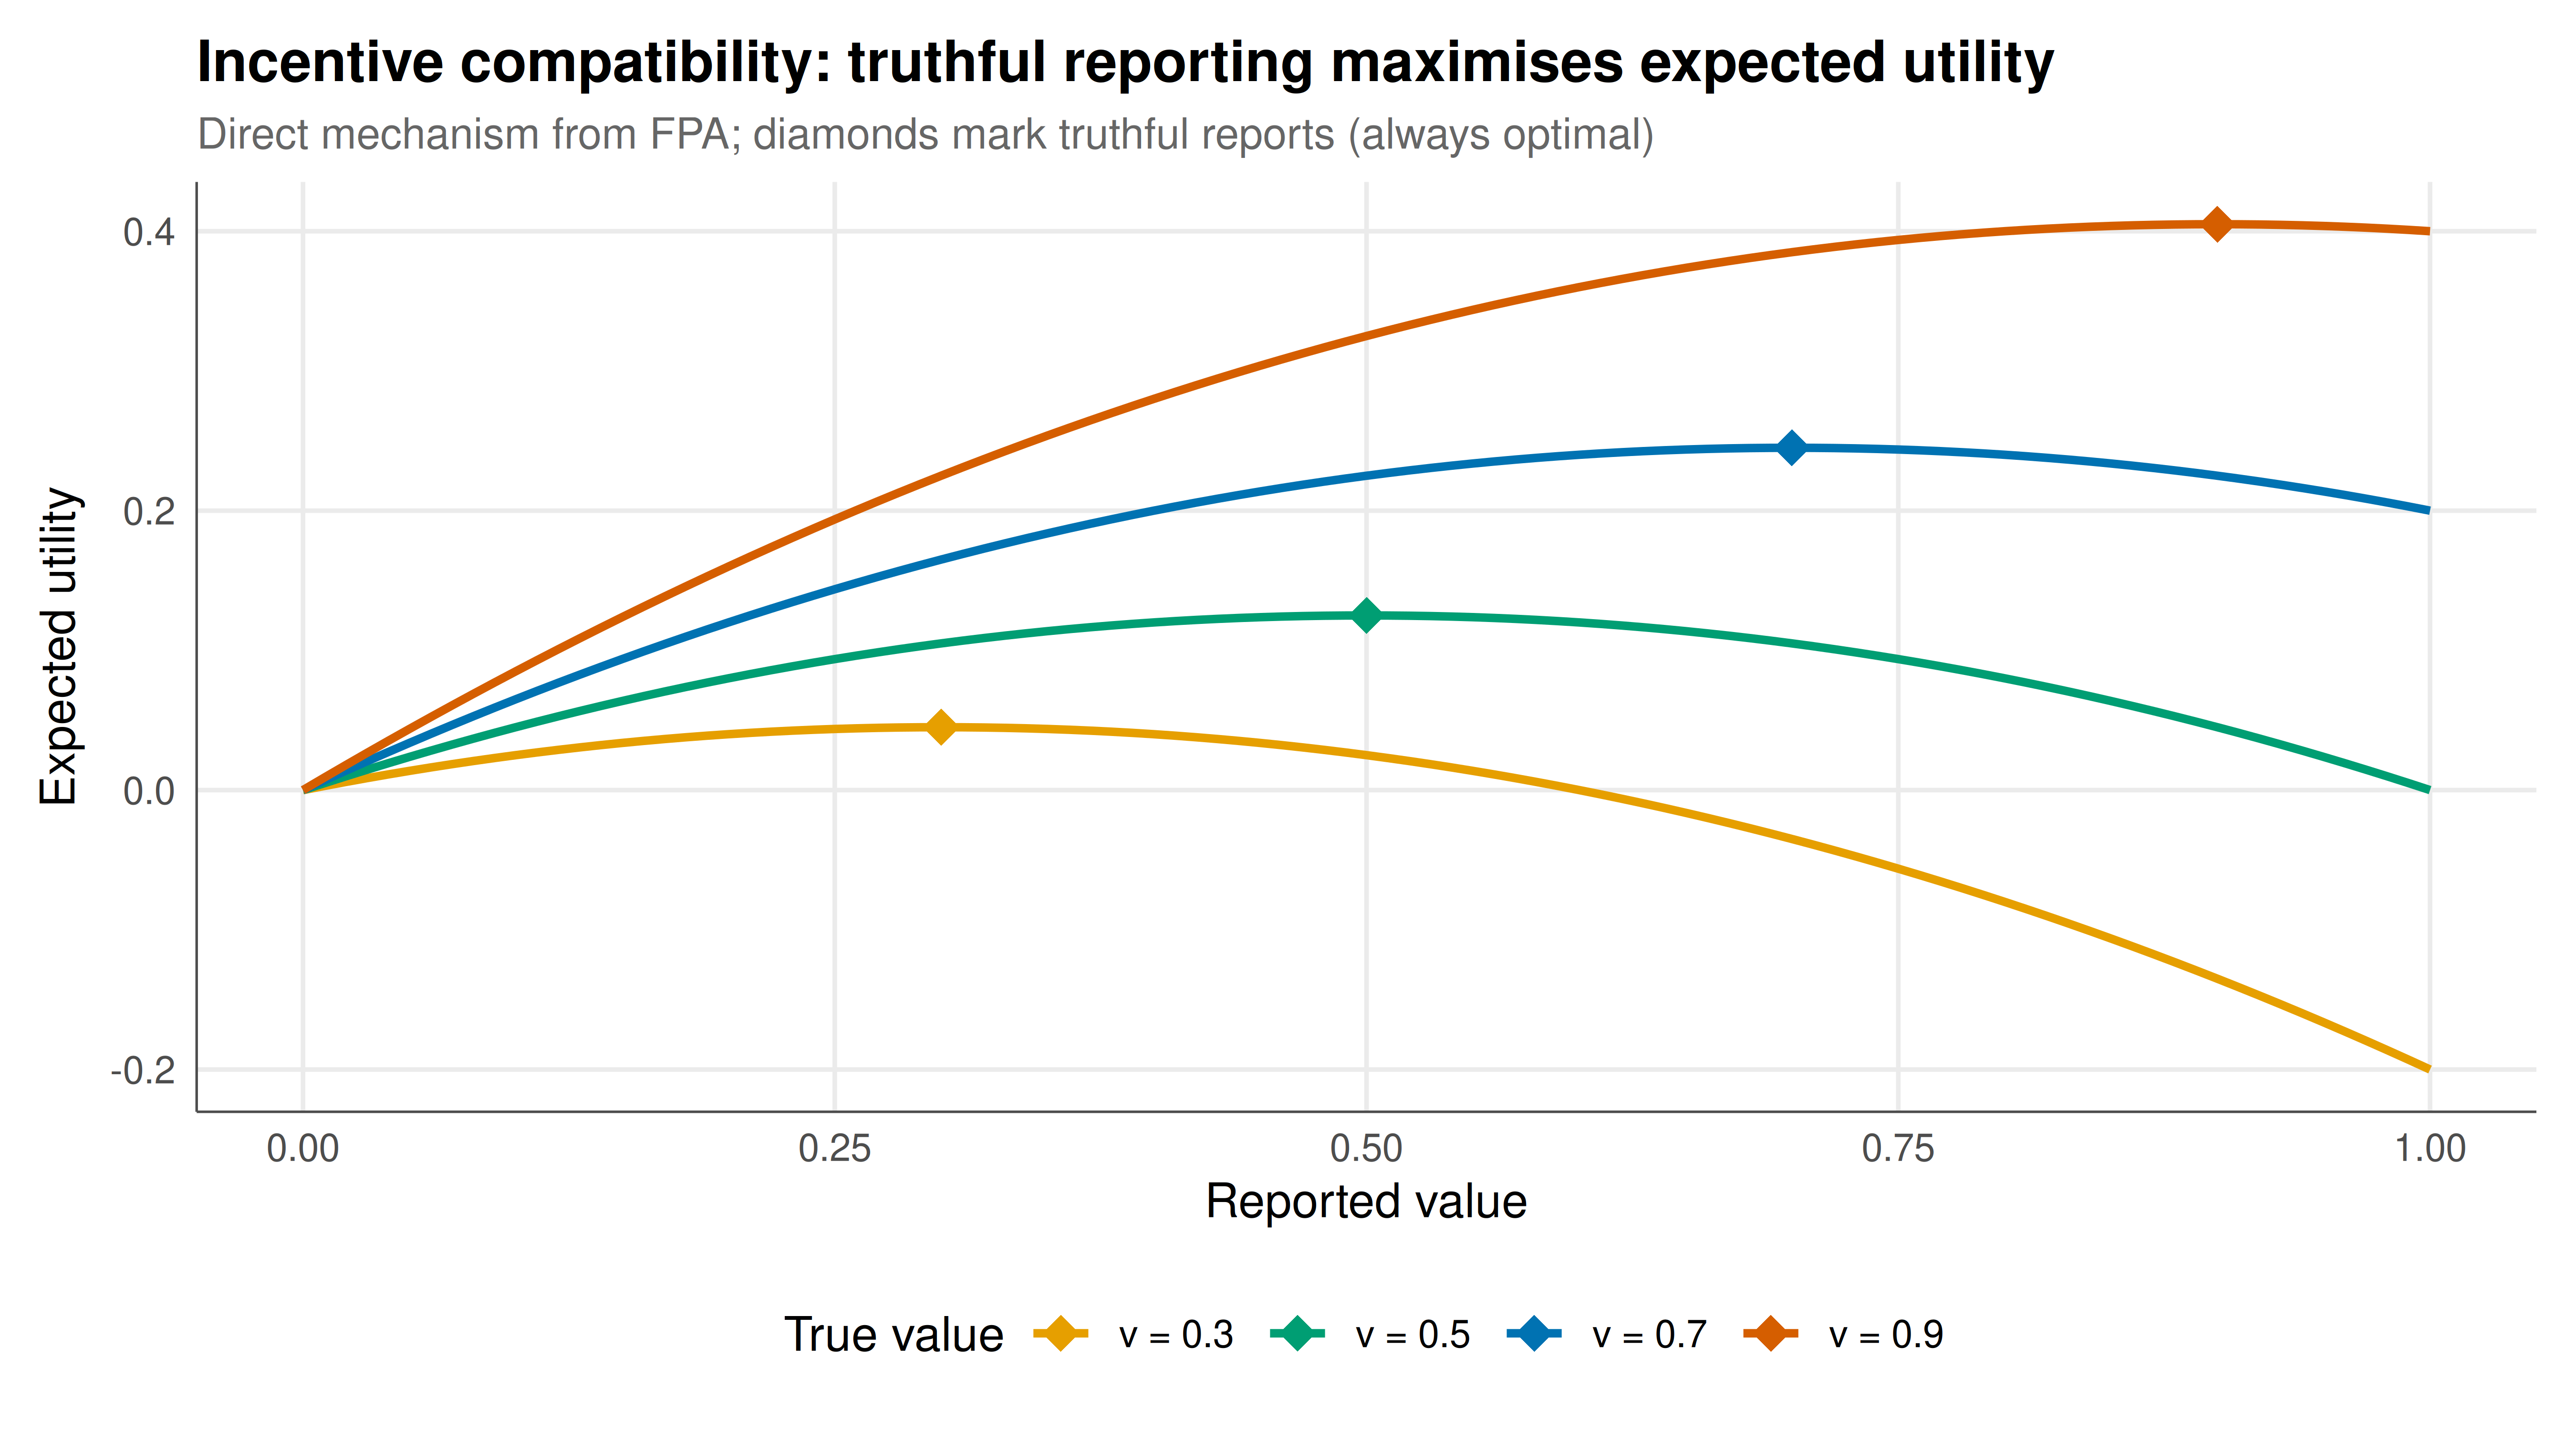 Incentive compatibility: truthful reporting maximises expected utility
Direct mechanism from FPA; diamonds mark truthful reports (always optimal)
Expected utility
0.4
0.2
0.0
-0.2
0.00 0.25 0.50 0.75 1.00
Reported value
True value v = 0.3 v = 0.5 v = 0.7 v = 0.9